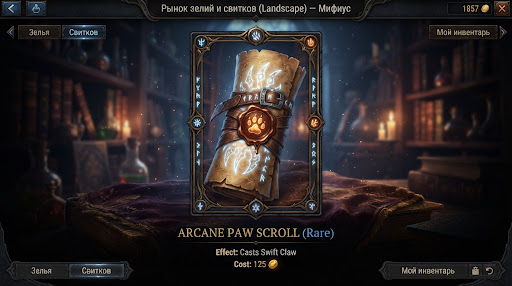 Рынок зелий и свитков (Landscape) — Мифиус
1857
Зелья
Свитков
Мой инвентарь
ARCANE PAW SCROLL (Rare)
Effect: Casts Swift Claw
Cost: 125
Зелья
Свитков
Мой инвентарь